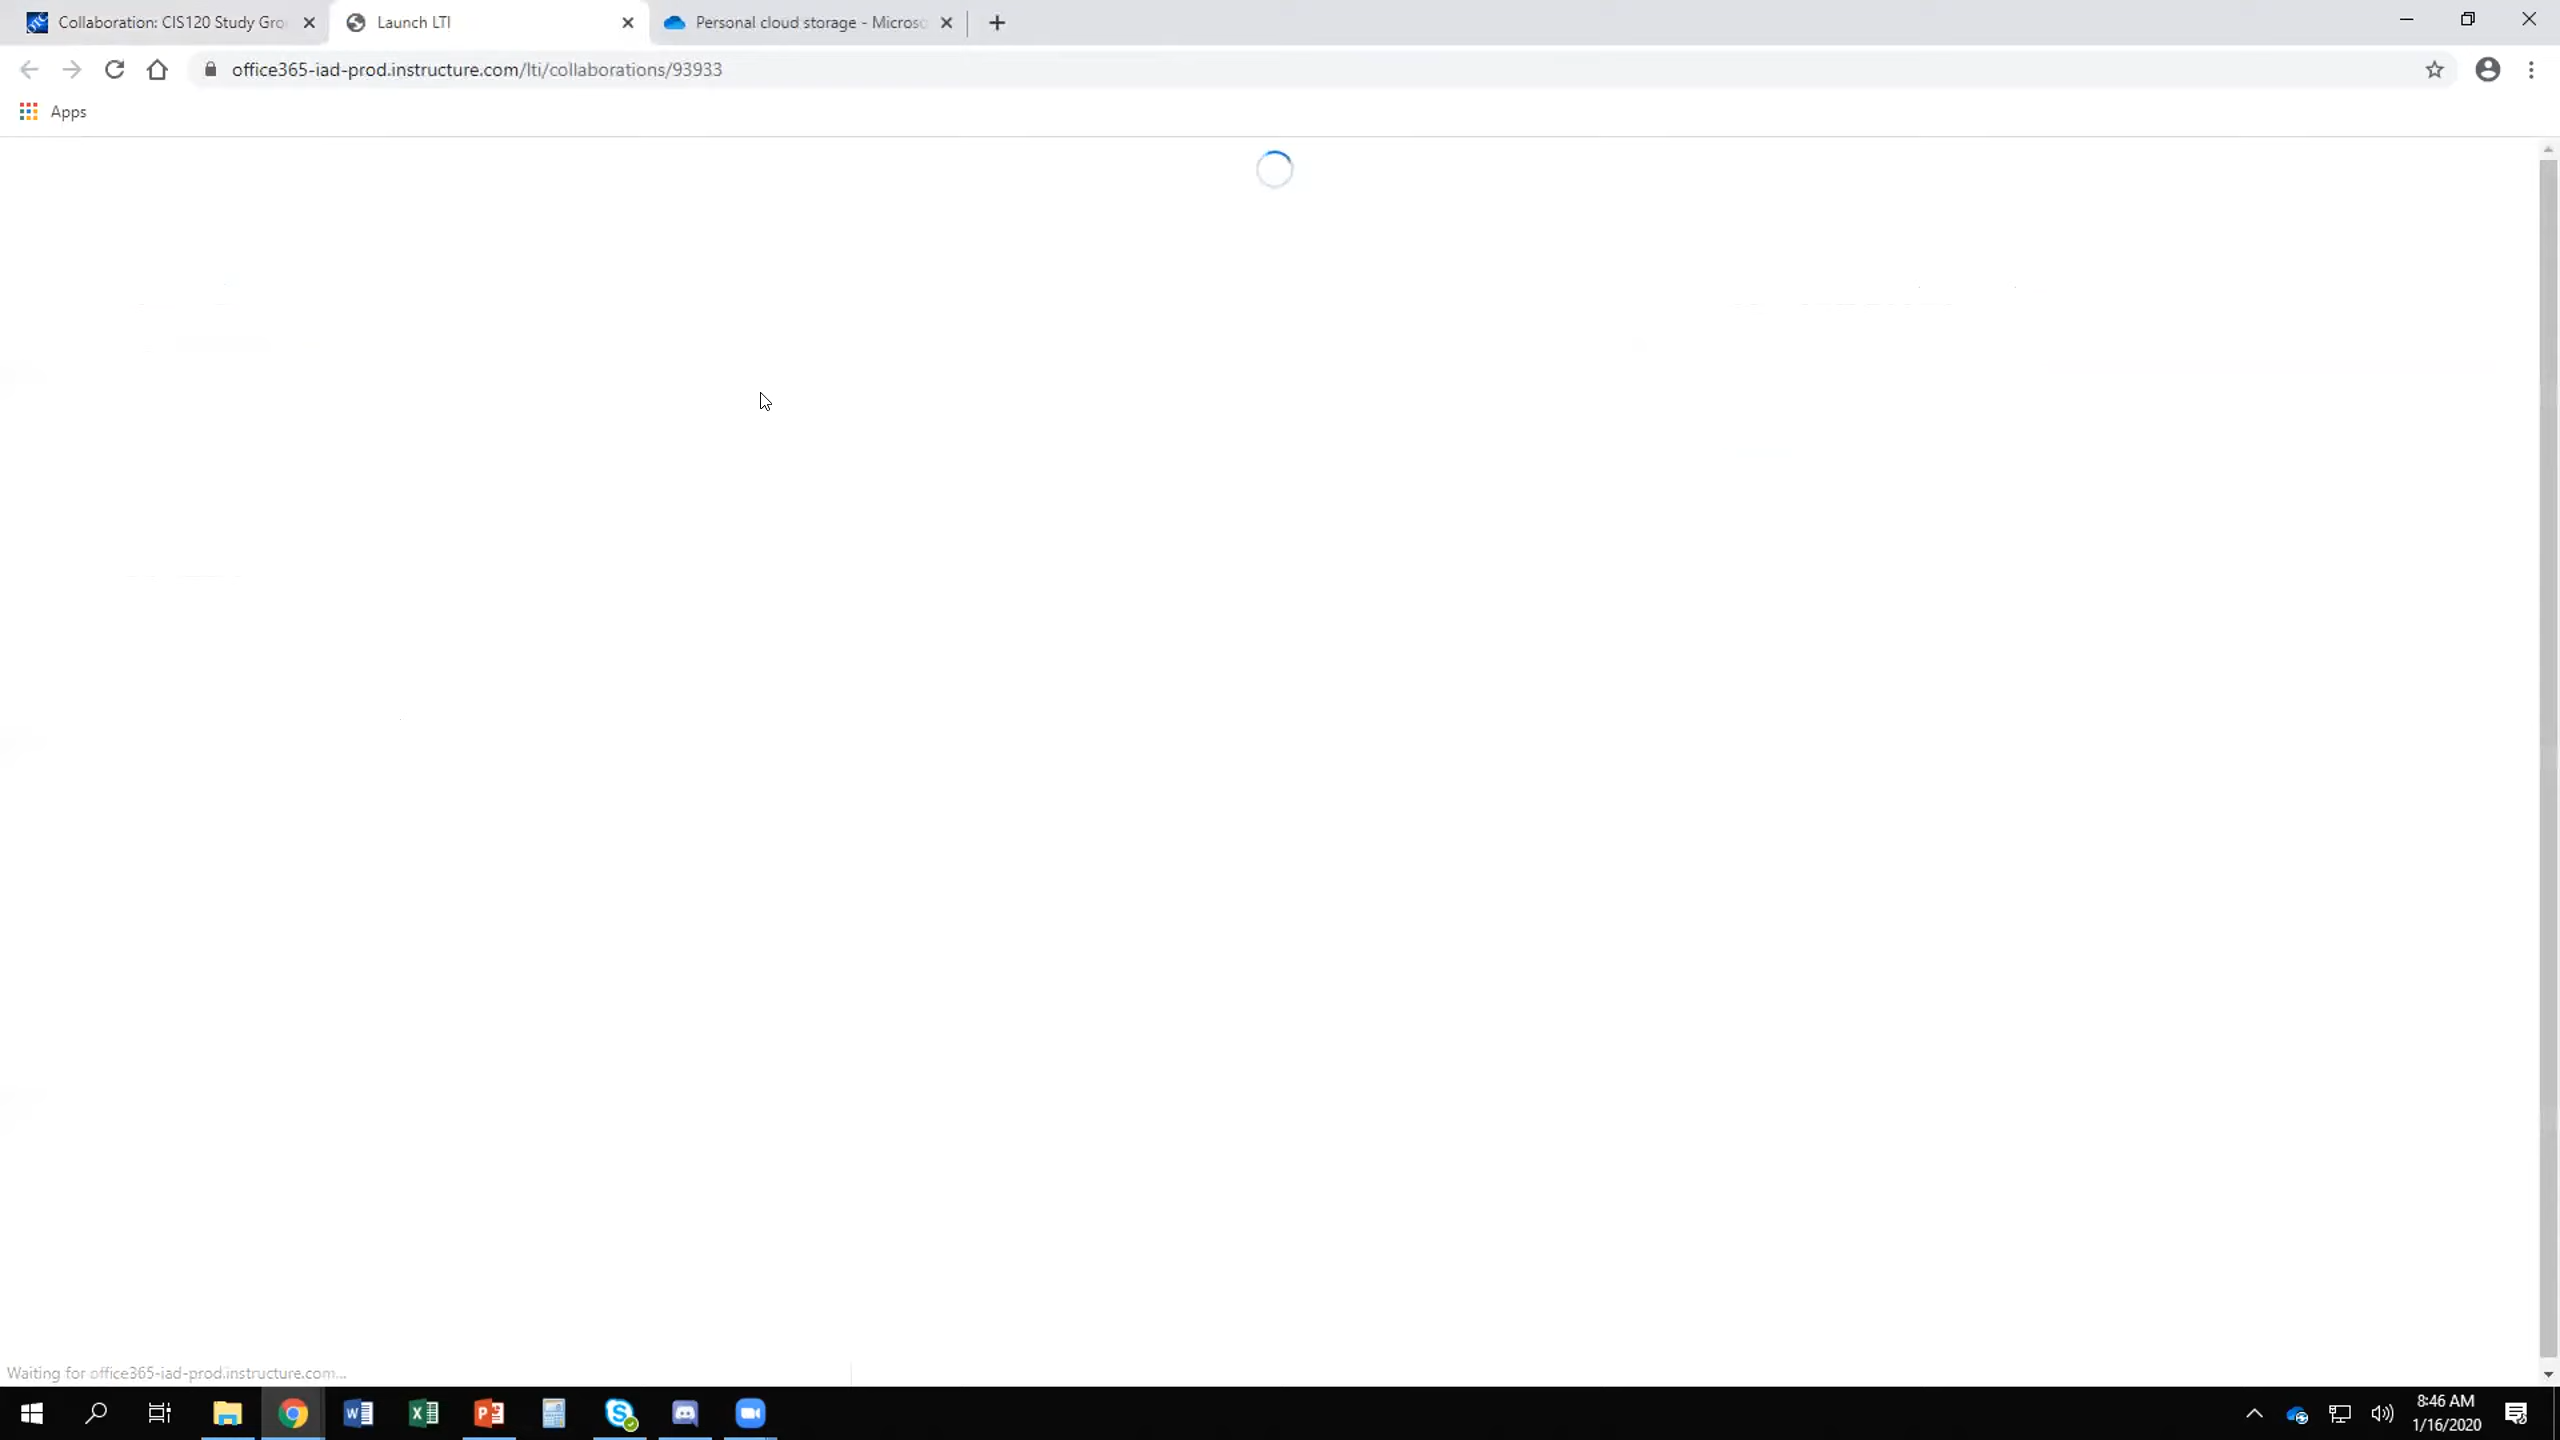 Collaboration: CIS120 Study Gro
Launch LTI
Personal cloud storage - Microso
office365-iad-prod.instructure.com/lti/collaborations/93933
Apps
Waiting for office365-iad-prod.instructure.com...
8:46 AM
1/16/2020